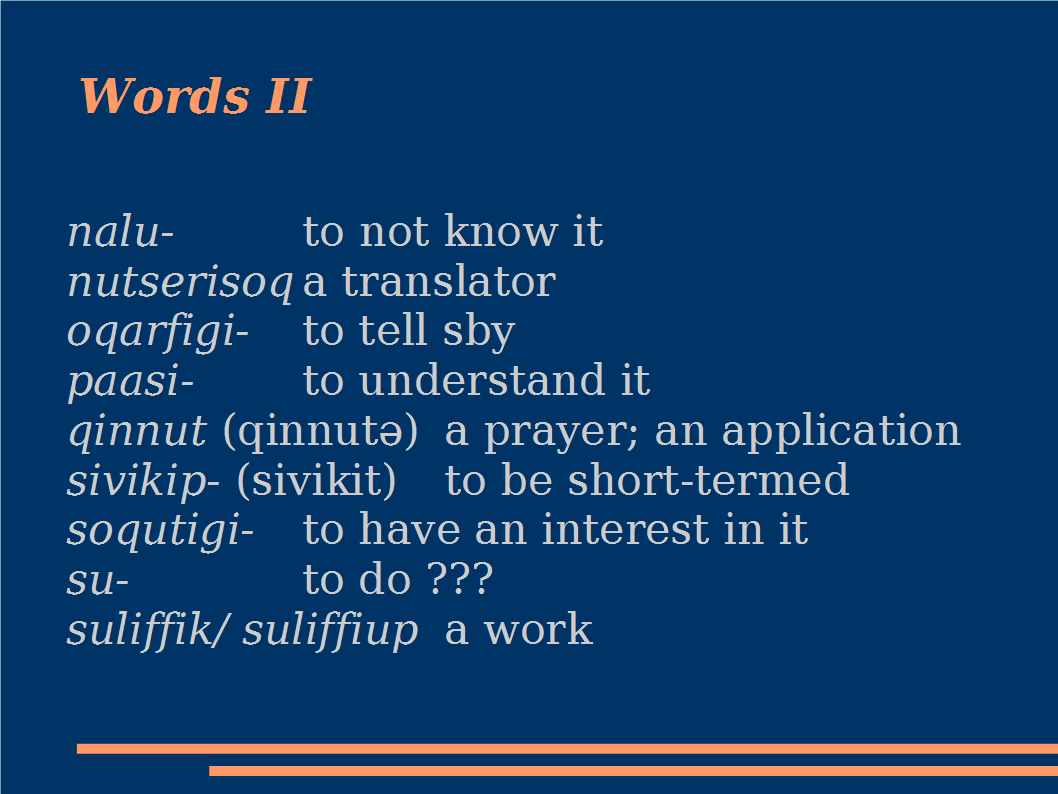 Words II
nalu- to not know it
nutserisoq a translator
oqarfigi- to tell sby
paasi- to understand it
qinnut (qinnutə) a prayer; an application
sivikip- (sivikit) to be short-termed
soqutigi- to have an interest in it
su- to do ???
suliffik/ suliffiup a work